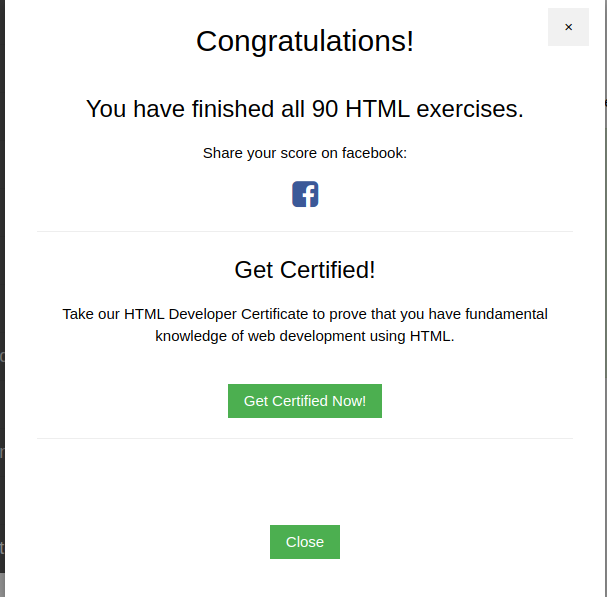 ×
Congratulations!
You have finished all 90 HTML exercises.
Share your score on facebook:
Get Certified!
Take our HTML Developer Certificate to prove that you have fundamental
knowledge of web development using HTML.
Get Certified Now!
Close